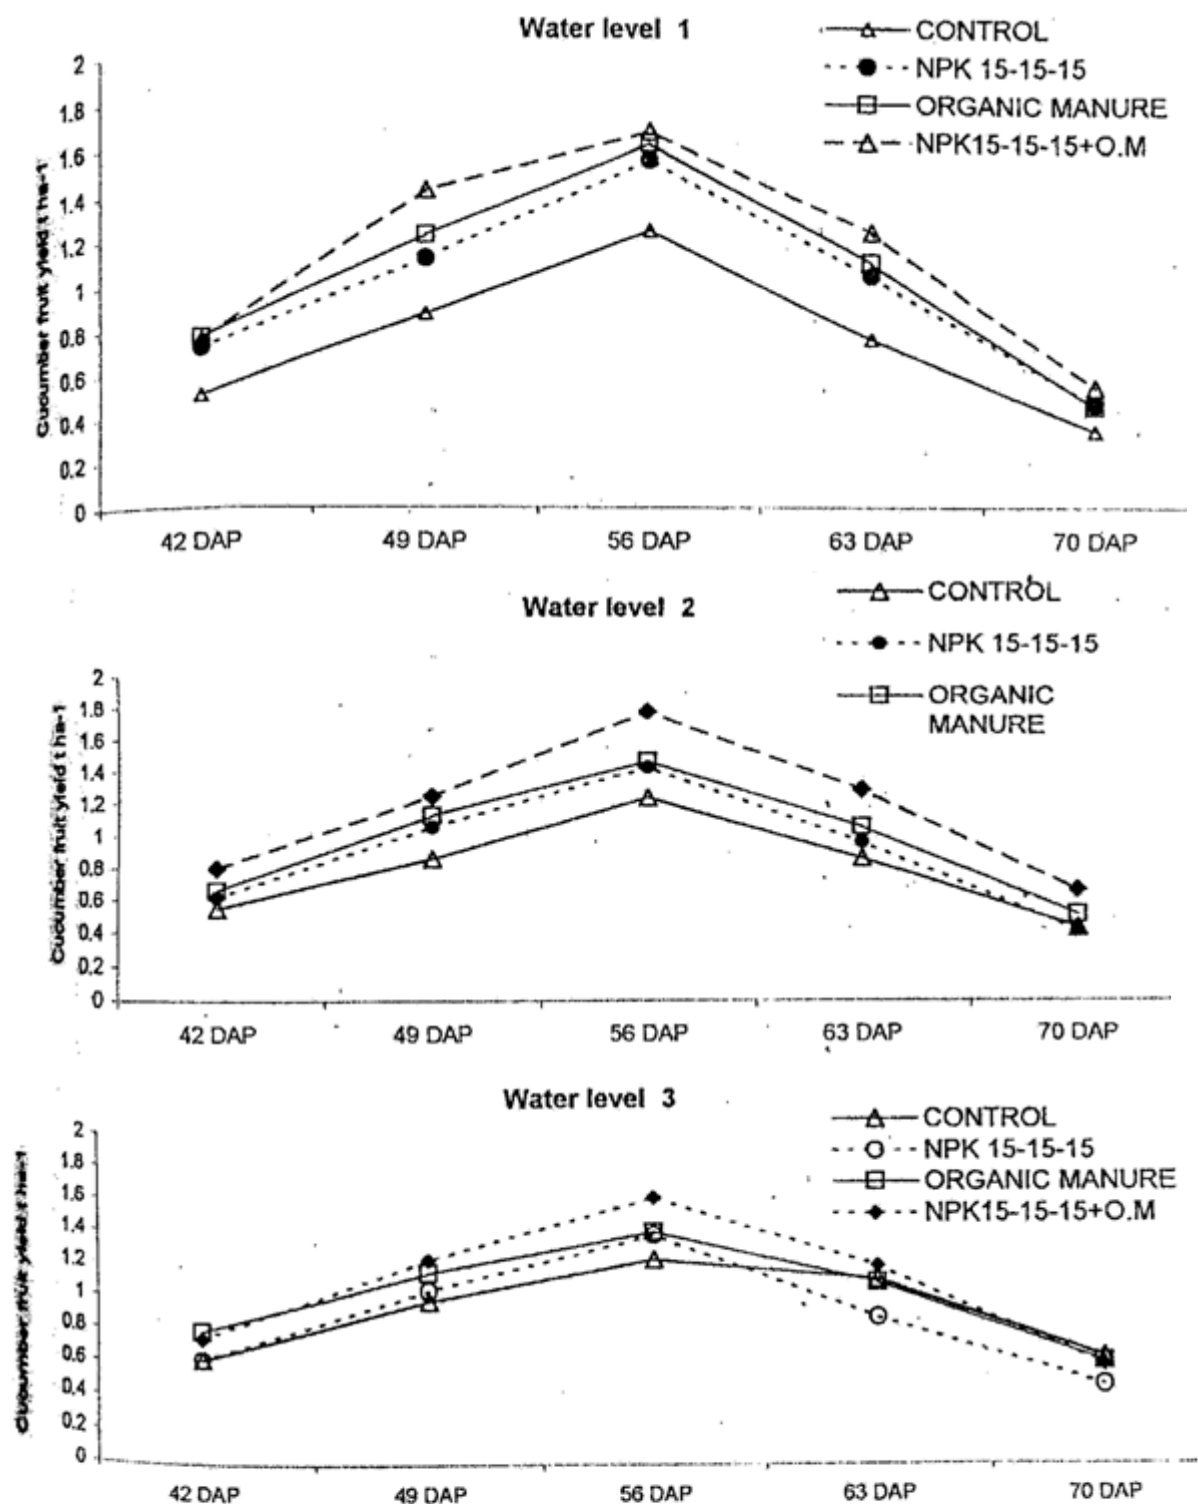 Water level 1
CONTROL
NPK 15-15-15
ORGANIC MANURE
NPK15-15-15+O.M
Cucumber fruit yield t ha-1
2
1.8
1.6
1.4
1.2
1
0.8
0.6
0.4
0.2
0
42 DAP 49 DAP 56 DAP 63 DAP 70 DAP
Water level 2
CONTROL
NPK 15-15-15
ORGANIC
MANURE
Cucumber fruit yield t ha-1
2
1.8
1.6
1.4
1.2
1
0.8
0.6
0.4
0.2
0
42 DAP 49 DAP 56 DAP 63 DAP 70 DAP
Water level 3
CONTROL
NPK 15-15-15
ORGANIC MANURE
NPK15-15-15+O.M
Cucumber fruit yield t ha-1
2
1.8
1.6
1.4
1.2
1
0.8
0.6
0.4
0.2
0
42 DAP 49 DAP 56 DAP 63 DAP 70 DAP